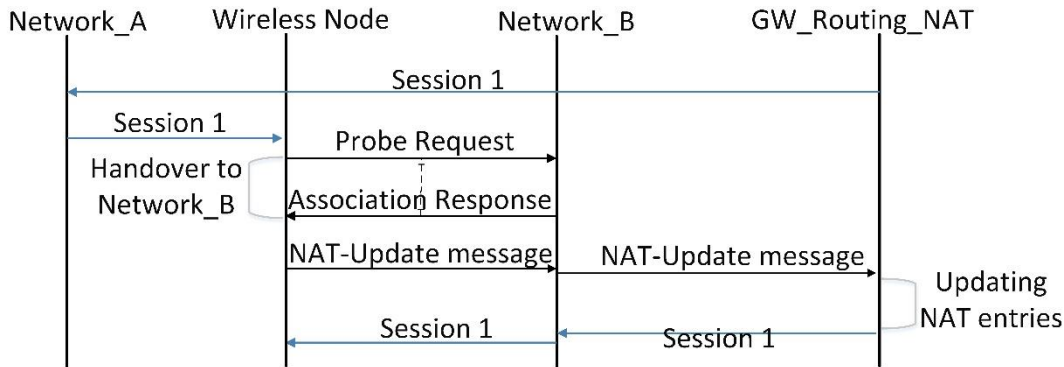 Network_A
Wireless Node
Network_B
GW_Routing_NAT
Session 1
Session 1
Probe Request
Handover to
Network_B
Association Response
NAT-Update message
NAT-Update message
Updating
NAT entries
Session 1
Session 1